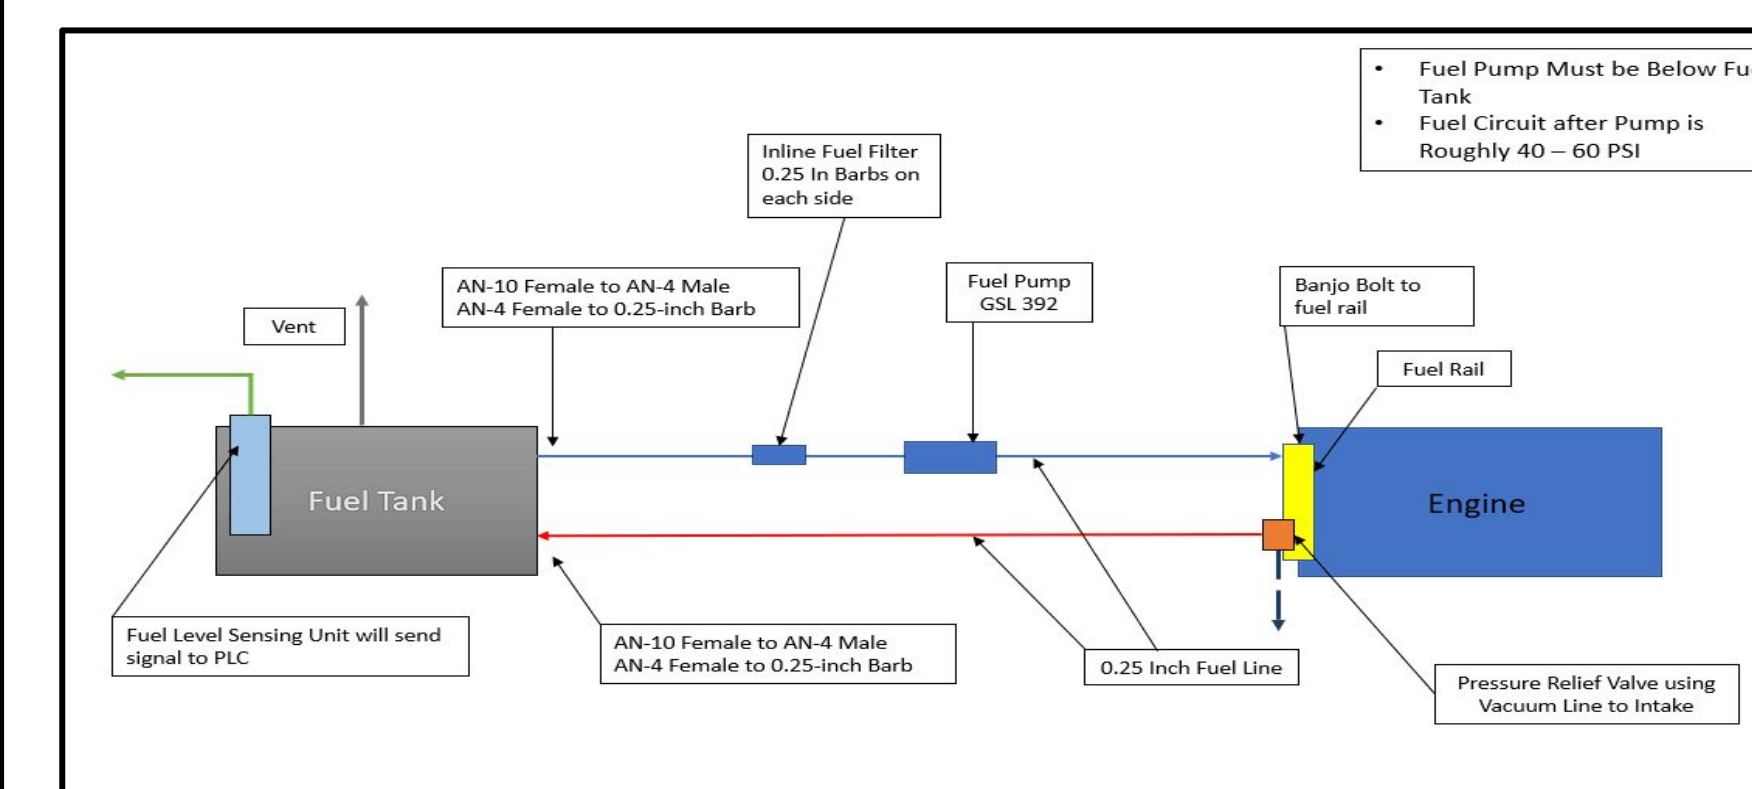 • Fuel Pump Must be Below
Tank
• Fuel Circuit after Pump is
Roughly 40 – 60 PSI
Inline Fuel Filter
0.25 In Barbs on
each side
AN-10 Female to AN-4 Male
AN-4 Female to 0.25-inch Barb
Fuel Pump
GSL 392
Banjo Bolt to
fuel rail
Vent
Fuel Rail
Fuel Tank
Engine
Fuel Level Sensing Unit will send
signal to PLC
AN-10 Female to AN-4 Male
AN-4 Female to 0.25-inch Barb
0.25 Inch Fuel Line
Pressure Relief Valve using
Vacuum Line to Intake